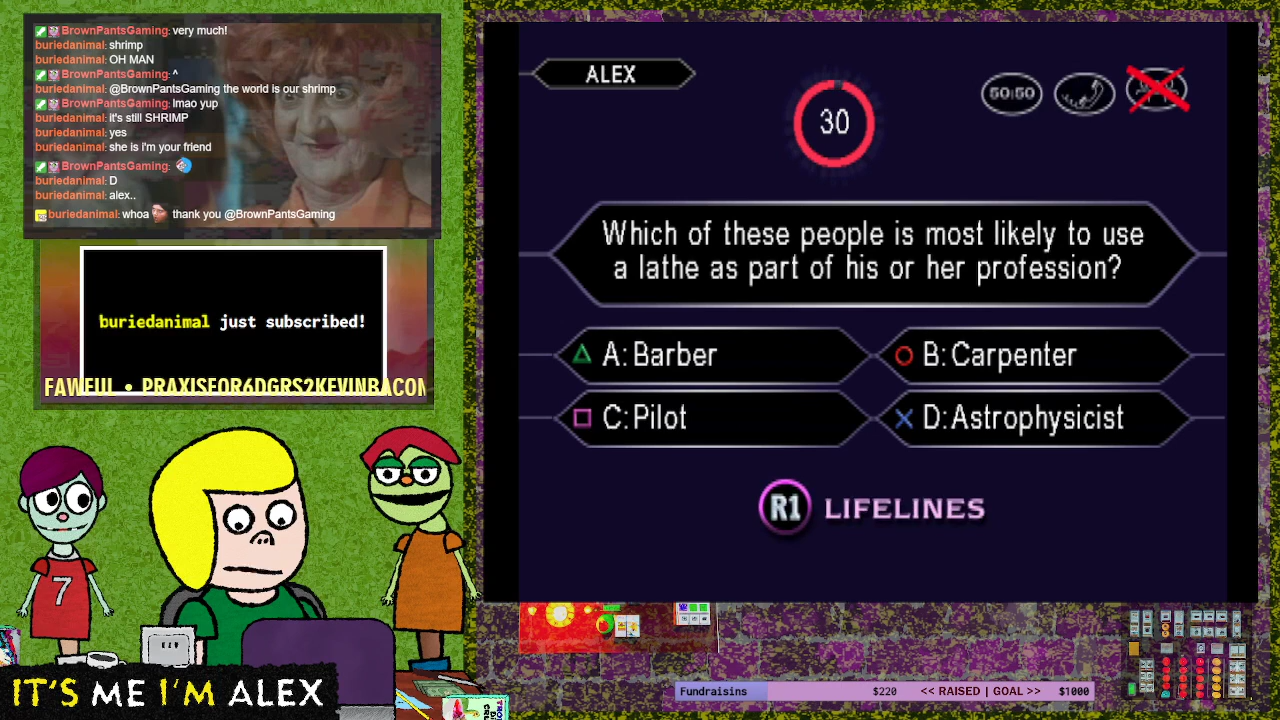 BrownPantsGaming: very much!
buriedanimal: shrimp
buriedanimal: OH MAN
BrownPantsGaming: ^
buriedanimal: @BrownPantsGaming the world is our shrimp
BrownPantsGaming: lmao yup
buriedanimal: it's still SHRIMP
buriedanimal: yes
buriedanimal: she is i'm your friend
BrownPantsGaming:
buriedanimal: D
buriedanimal: alex..
buriedanimal: whoa thank you @BrownPantsGaming
buriedanimal just subscribed!
FAWFUL • PRAXISFOR6DGRS2KEVINBACON
7
IT'S ME I'M ALEX
ALEX
30
50:50
Which of these people is most likely to use
a lathe as part of his or her profession?
A: Barber
B: Carpenter
C: Pilot
D: Astrophysicist
R1 LIFELINES
Fundraisins $220 << RAISED | GOAL >> $1000